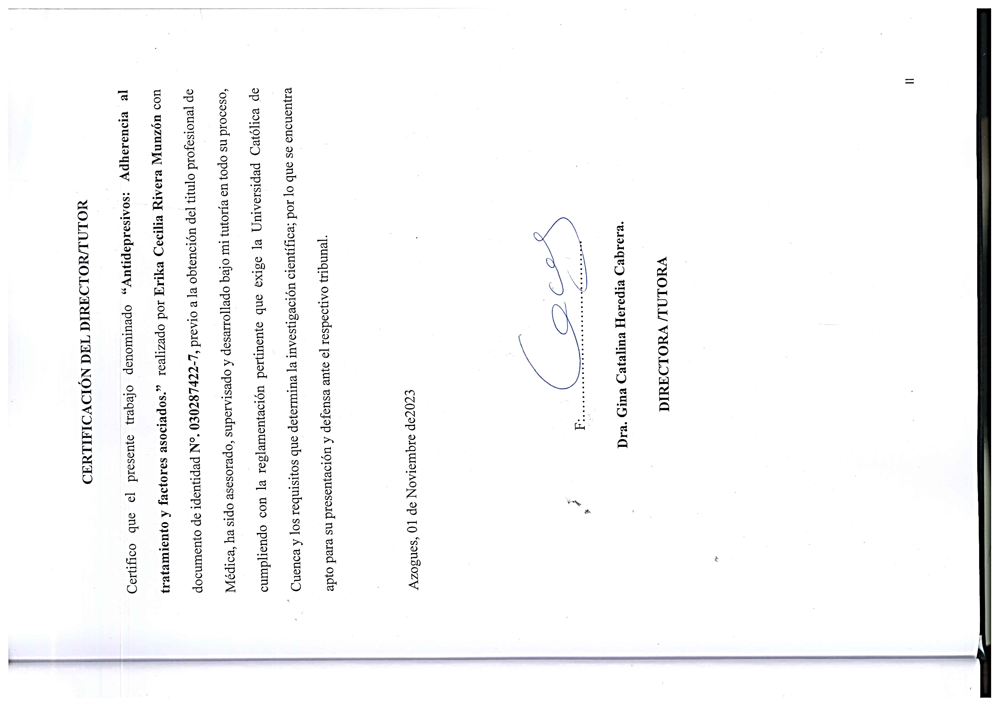 CERTIFICACIÓN DEL DIRECTOR/TUTOR
Certifico que el presente trabajo denominado “Antidepresivos: Adherencia al
tratamiento y factores asociados.” realizado por Erika Cecilia Rivera Munzón con
documento de identidad N°. 030287422-7, previo a la obtención del titulo profesional de
Médica, ha sido asesorado, supervisado y desarrollado bajo mi tutoría en todo su proceso,
cumpliendo con la reglamentación pertinente que exige la Universidad Católica de
Cuenca y los requisitos que determina la investigación científica; por lo que se encuentra
apto para su presentación y defensa ante el respectivo tribunal.
Azogues, 01 de Noviembre de2023
F:..........................................................
Dra. Gina Catalina Heredia Cabrera.
DIRECTORA /TUTORA
II